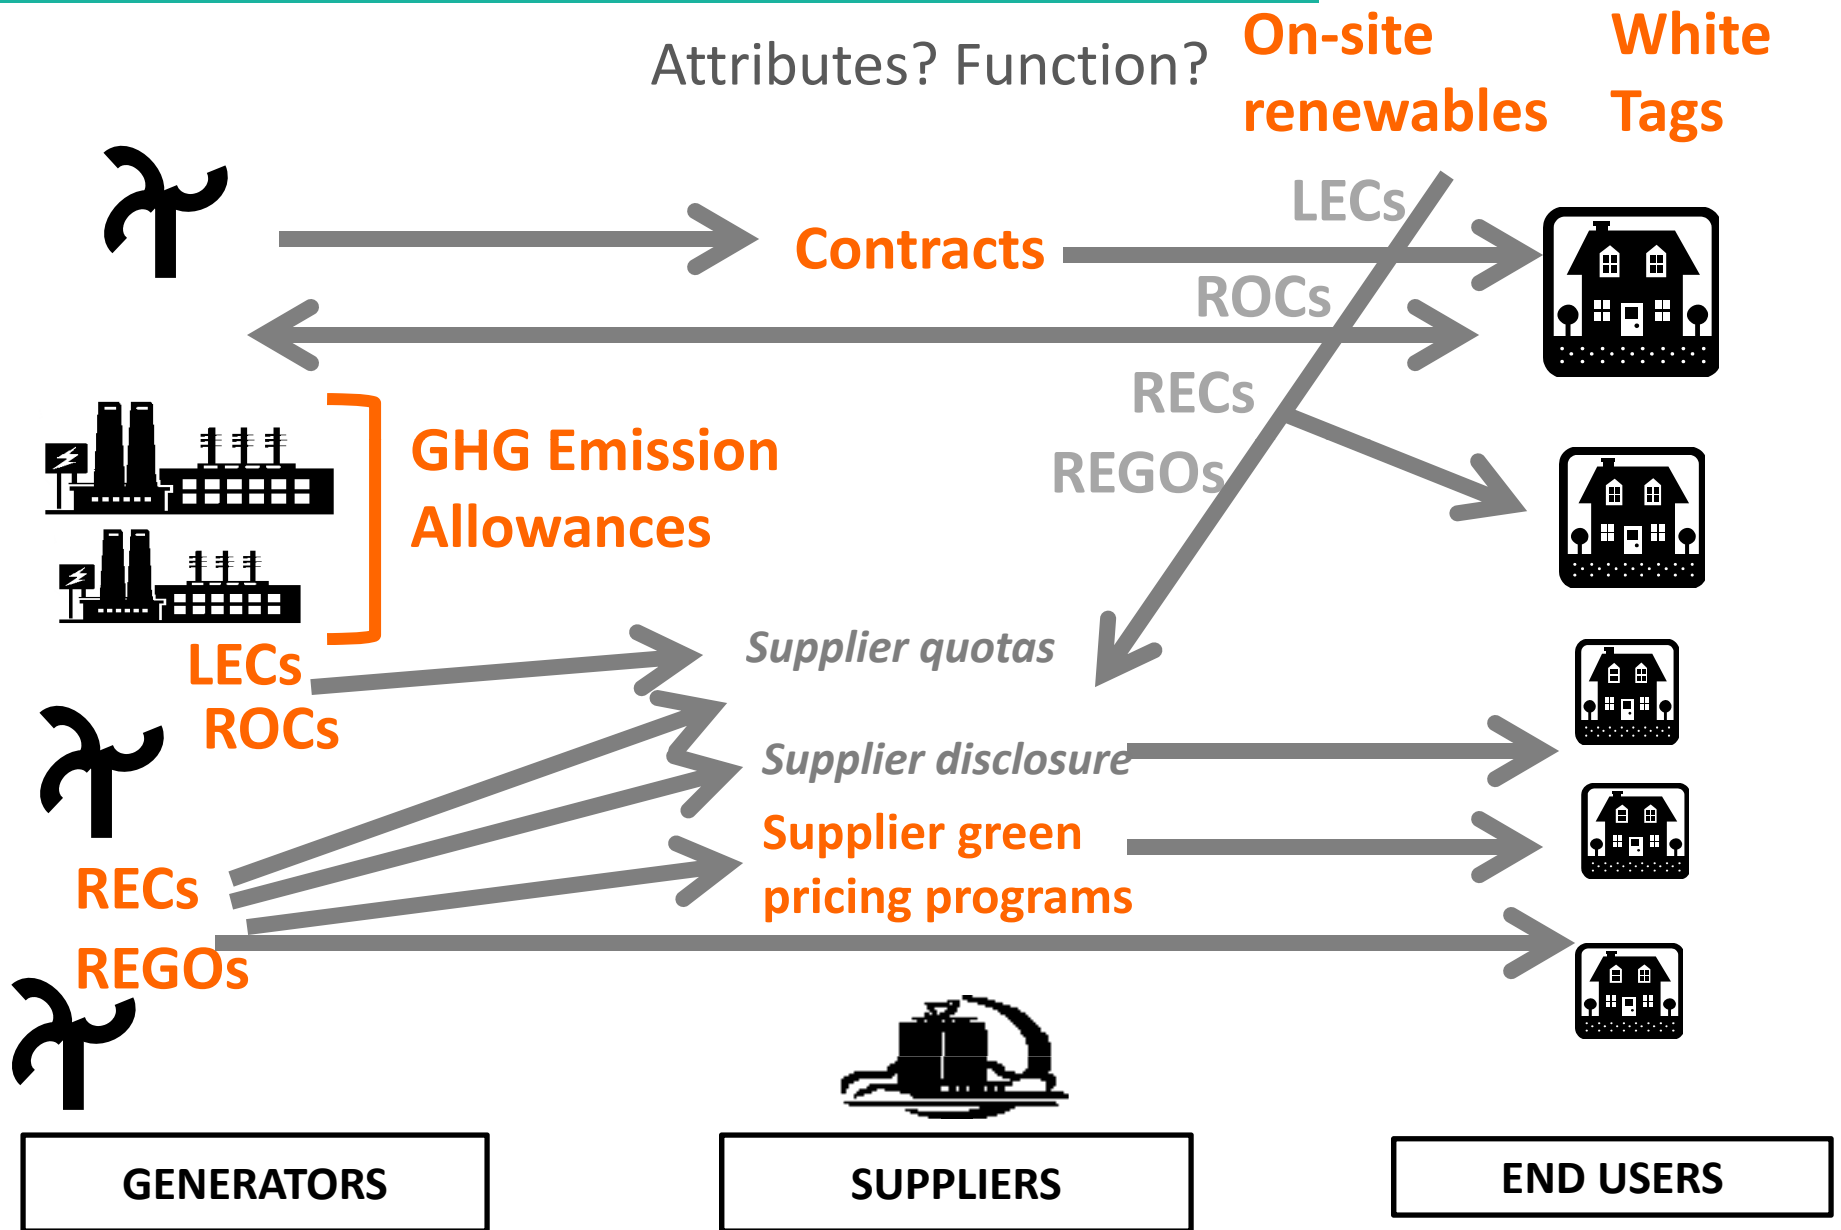 Attributes? Function?
On-site
renewables
White
Tags
LECs
Contracts
ROCs
RECs
REGOs
GHG Emission
Allowances
LECs
ROCs
Supplier quotas
Supplier disclosure
Supplier green
pricing programs
RECs
REGOs
GENERATORS
SUPPLIERS
END USERS